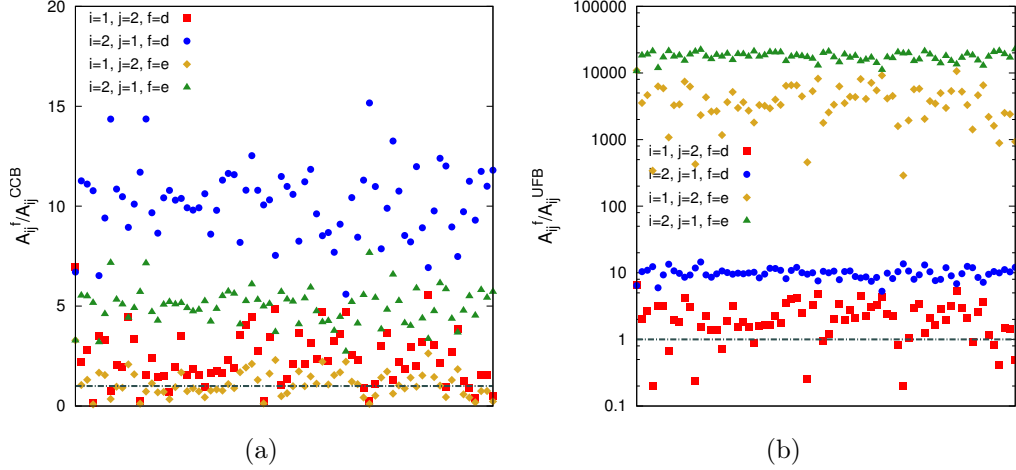 20
15
10
5
0
A_ij^f/A_ij^CCB
i=1, j=2, f=d
i=2, j=1, f=d
i=1, j=2, f=e
i=2, j=1, f=e
(a)
100000
10000
1000
100
10
1
0.1
A_ij^f/A_ij^UFB
i=1, j=2, f=d
i=2, j=1, f=d
i=1, j=2, f=e
i=2, j=1, f=e
(b)